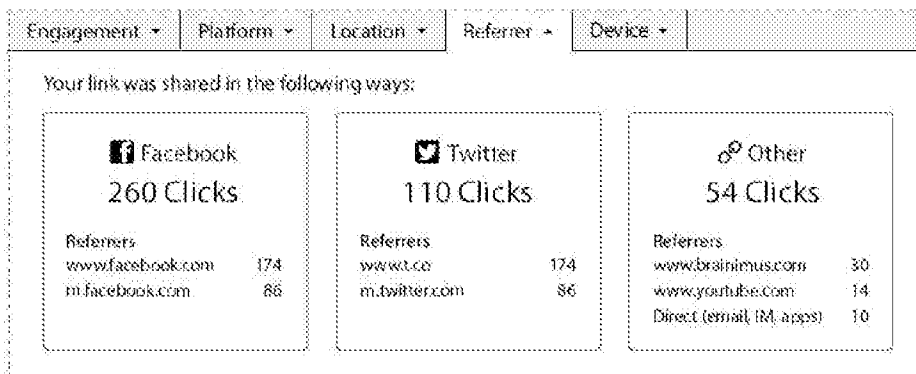 Engagement Platform Location Referrer Device
Your link was shared in the following ways:
Facebook
260 Clicks
Referrers
www.facebook.com 174
m.facebook.com 86
Twitter
110 Clicks
Referrers
www.t.co 174
m.twitter.com 86
Other
54 Clicks
Referrers
www.brainimus.com 30
www.youtube.com 14
Direct (email, IM, apps) 10